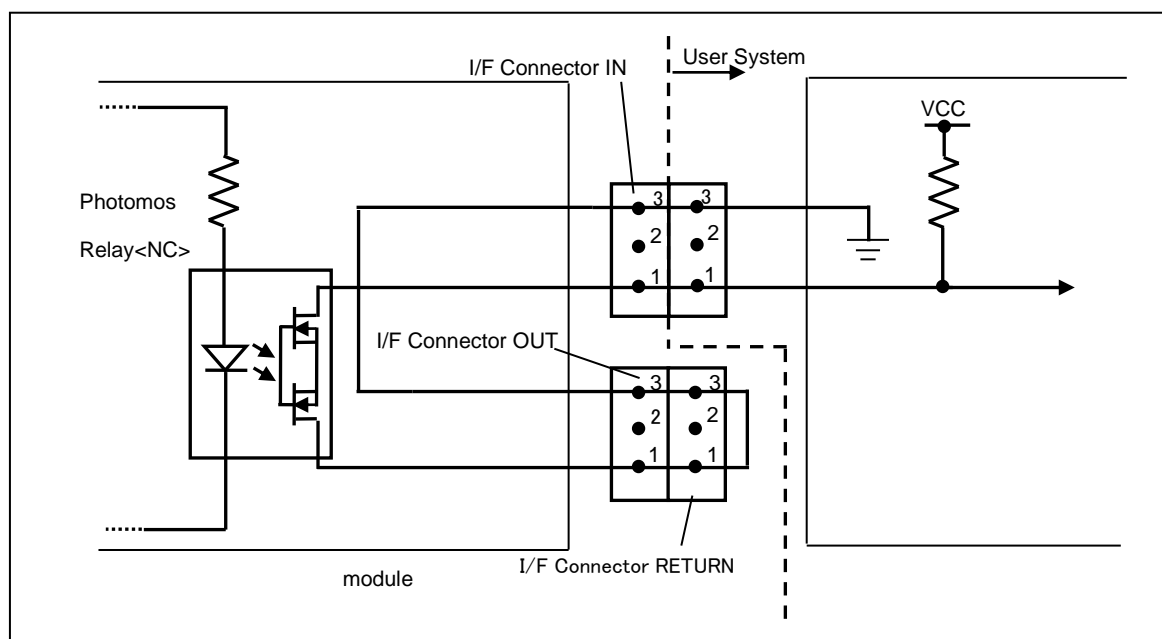 User System
I/F Connector IN
VCC
Photomos
Relay<NC>
3
3
2
2
1
1
I/F Connector OUT
3
3
2
2
1
1
I/F Connector RETURN
module